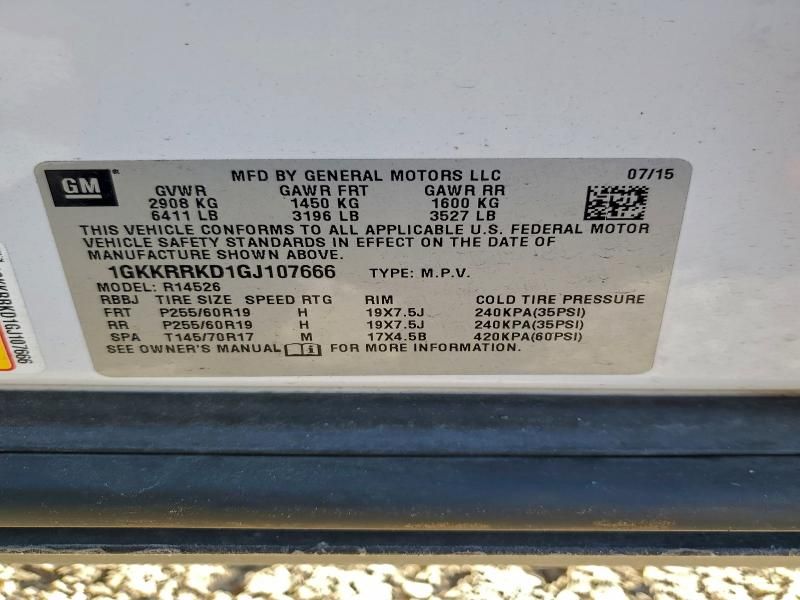 GM
MFD BY GENERAL MOTORS LLC 07/15
GVWR GAWR FRT GAWR RR
2908 KG 1450 KG 1600 KG
6411 LB 3196 LB 3527 LB
THIS VEHICLE CONFORMS TO ALL APPLICABLE U.S. FEDERAL MOTOR
VEHICLE SAFETY STANDARDS IN EFFECT ON THE DATE OF
MANUFACTURE SHOWN ABOVE.
1GKKRRKD1GJ107666 TYPE: M.P.V.
MODEL: R14526
RBBJ TIRE SIZE SPEED RTG RIM COLD TIRE PRESSURE
FRT P255/60R19 H 19X7.5J 240KPA(35PSI)
RR P255/60R19 H 19X7.5J 240KPA(35PSI)
SPA T145/70R17 M 17X4.5B 420KPA(60PSI)
SEE OWNER'S MANUAL FOR MORE INFORMATION.